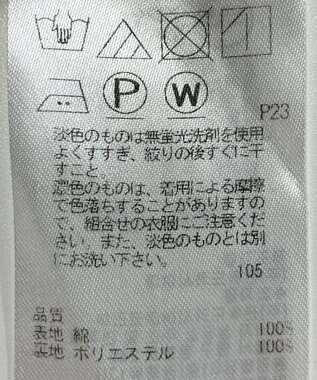 P W
P23
淡色のものは無蛍光洗剤を使用
よくすすぎ、絞りの後すぐに干
すこと。
濃色のものは、着用による摩擦
で色落ちすることがありますの
で、組合せの衣服にご注意くだ
さい。また、淡色のものとは別
にお洗い下さい。
105
品質
表地 綿 100%
裏地 ポリエステル 100%